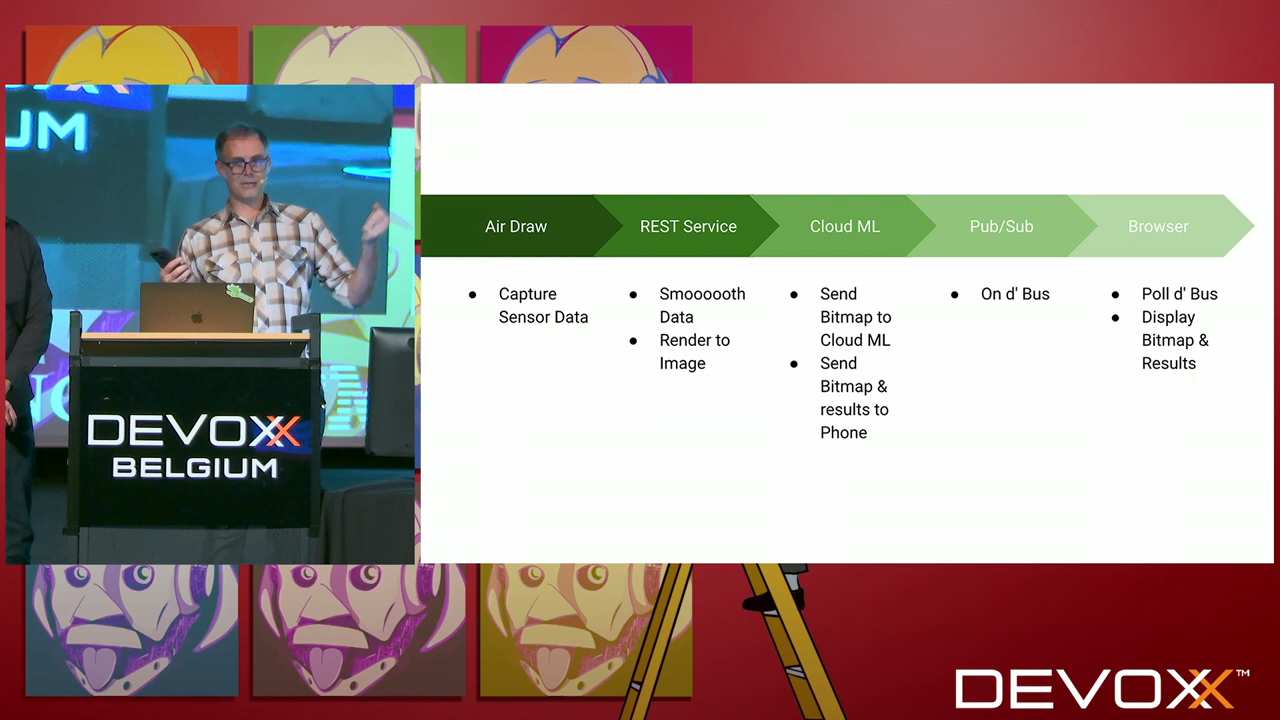 UM
DEVOXX
BELGIUM
Air Draw
REST Service
Cloud ML
Pub/Sub
Browser
● Capture
Sensor Data
● Smoooooth
Data
● Render to
Image
● Send
Bitmap to
Cloud ML
● Send
Bitmap &
results to
Phone
● On d' Bus
● Poll d' Bus
● Display
Bitmap &
Results
DEVOXX™